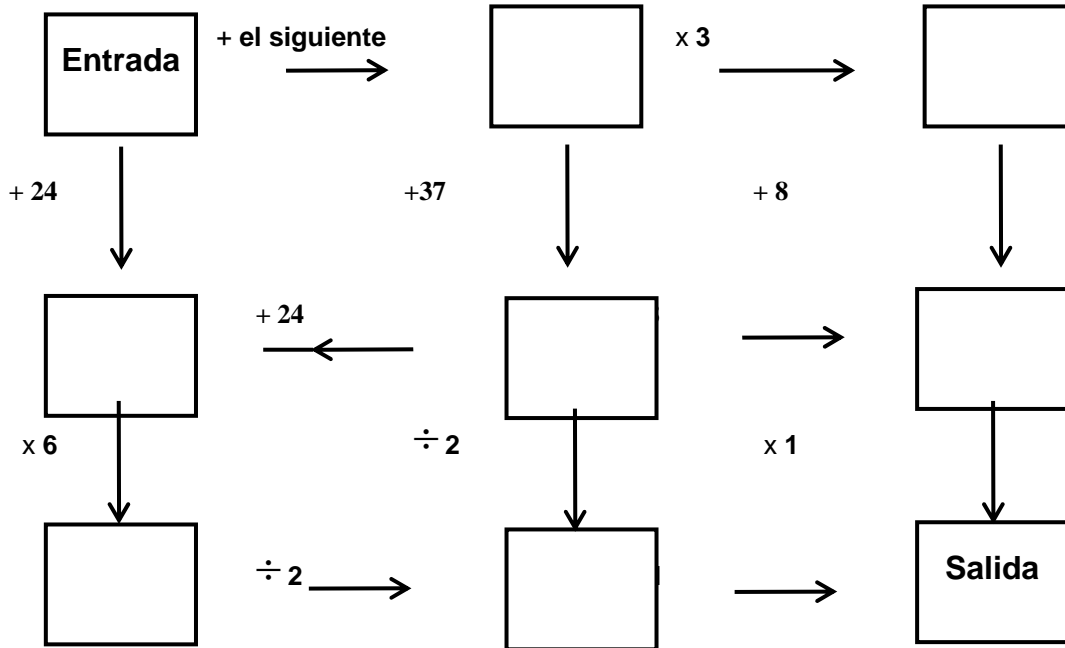 Entrada + el siguiente x 3
+ 24 +37 + 8
+ 24
x 6 ÷ 2 x 1
÷ 2 Salida